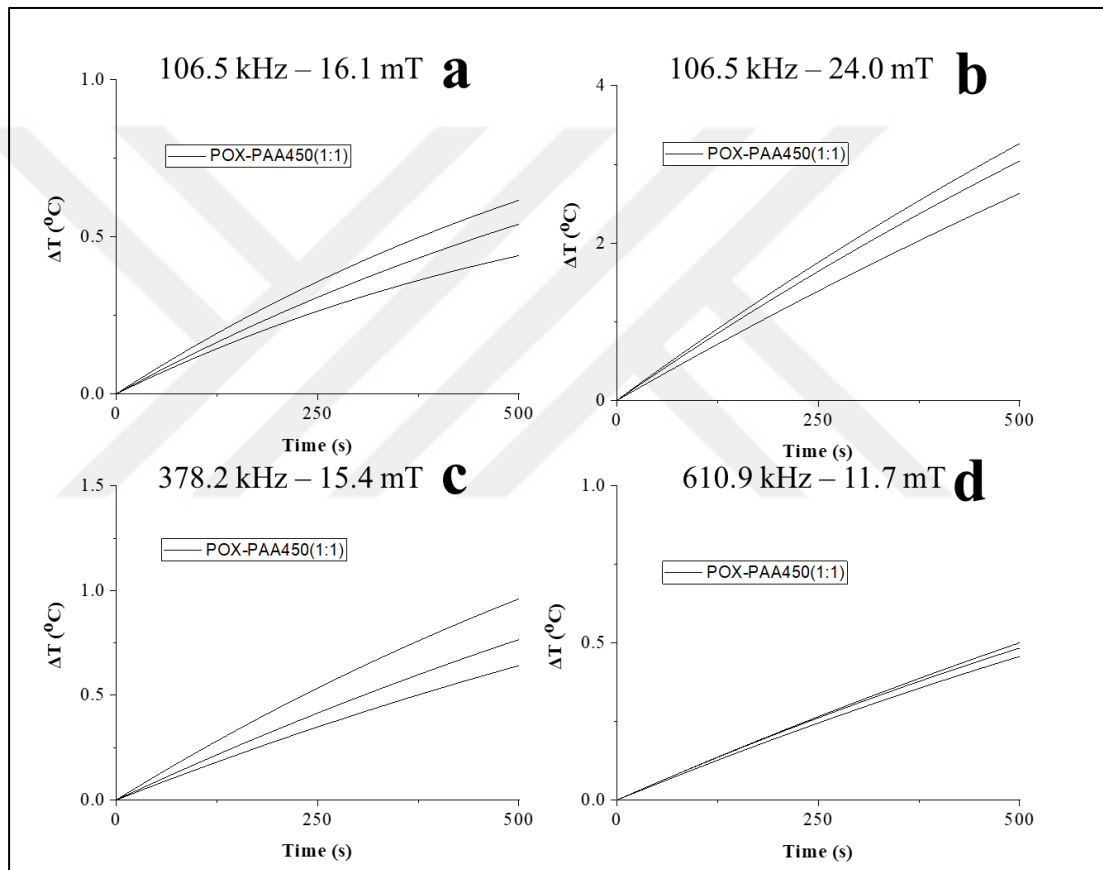 106.5 kHz – 16.1 mT a
1.0
POX-PAA450(1:1)
ΔT (⁰C)
0.5
0.0
0 250 500
Time (s)
106.5 kHz – 24.0 mT b
4
POX-PAA450(1:1)
ΔT (⁰C)
2
0
0 250 500
Time (s)
378.2 kHz – 15.4 mT c
1.5
POX-PAA450(1:1)
1.0
ΔT (⁰C)
0.5
0.0
0 250 500
Time (s)
610.9 kHz – 11.7 mT d
1.0
POX-PAA450(1:1)
ΔT (⁰C)
0.5
0.0
0 250 500
Time (s)